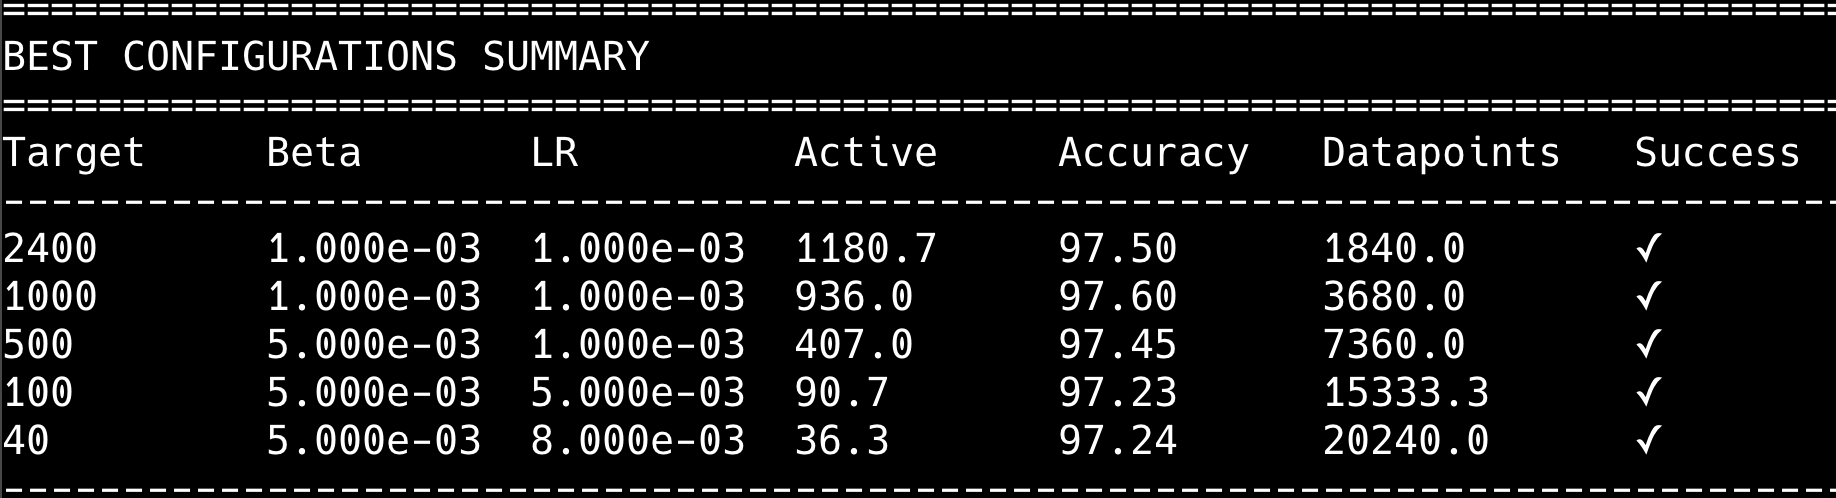 BEST CONFIGURATIONS SUMMARY
Target Beta LR Active Accuracy Datapoints Success
2400 1.000e-03 1.000e-03 1180.7 97.50 1840.0 ✓
1000 1.000e-03 1.000e-03 936.0 97.60 3680.0 ✓
500 5.000e-03 1.000e-03 407.0 97.45 7360.0 ✓
100 5.000e-03 5.000e-03 90.7 97.23 15333.3 ✓
40 5.000e-03 8.000e-03 36.3 97.24 20240.0 ✓